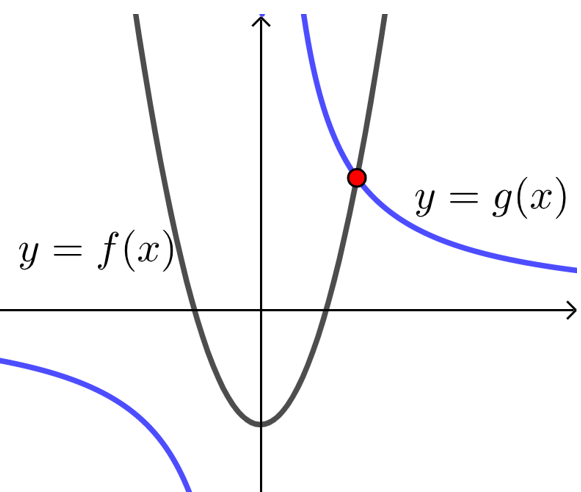 y = g(x)
y = f(x)